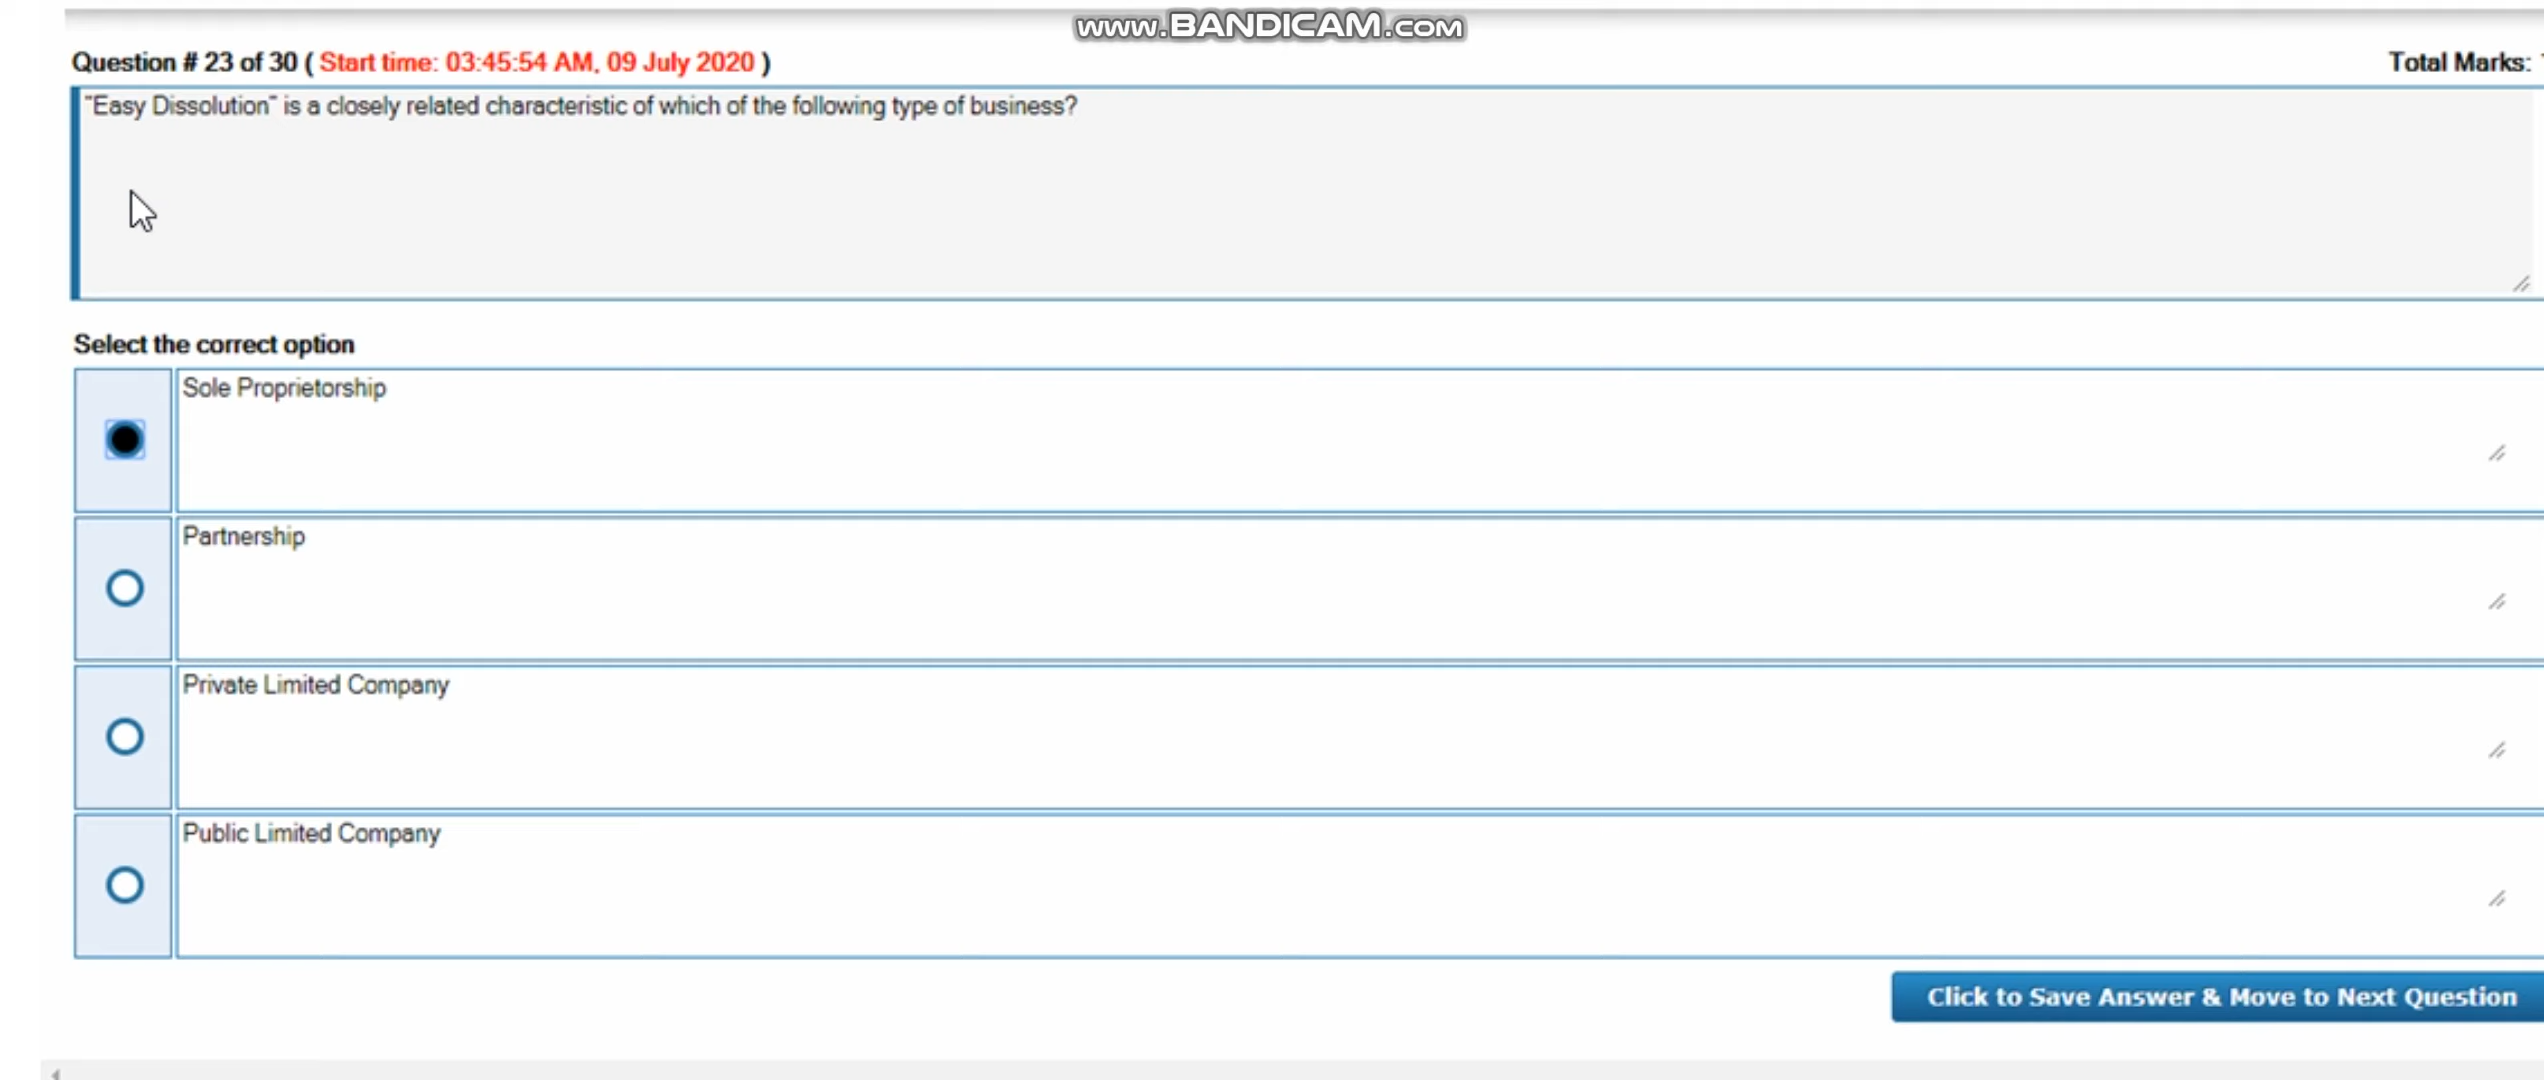 www.BANDICAM.com
Question # 23 of 30 ( Start time: 03:45:54 AM, 09 July 2020 )
Total Marks:
"Easy Dissolution" is a closely related characteristic of which of the following type of business?
Select the correct option
Sole Proprietorship
Partnership
Private Limited Company
Public Limited Company
Click to Save Answer & Move to Next Question